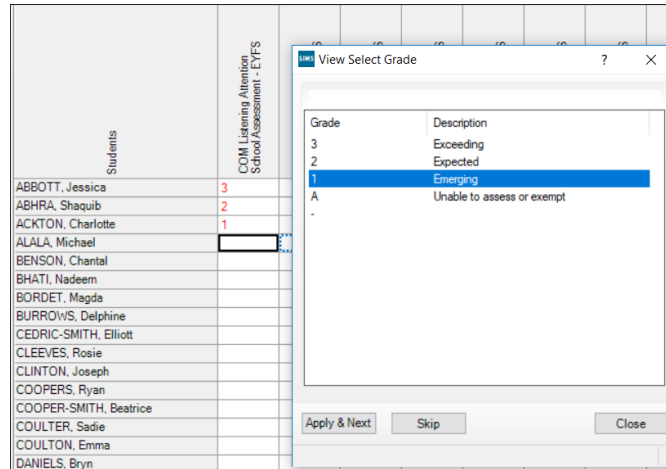 Students
COM Listening Attention
School Assessment - EYFS
ABBOTT, Jessica 3
ABHRA, Shaquib 2
ACKTON, Charlotte 1
ALALA, Michael
BENSON, Chantal
BHATI, Nadeem
BORDET, Magda
BURROWS, Delphine
CEDRIC-SMITH, Elliott
CLEEVES, Rosie
CLINTON, Joseph
COOPERS, Ryan
COOPER-SMITH, Beatrice
COULTER, Sadie
COULTON, Emma
DANIELS, Bryn
SIMS View Select Grade ? X
Grade Description
3 Exceeding
2 Expected
1 Emerging
A Unable to assess or exempt
-
Apply & Next Skip Close